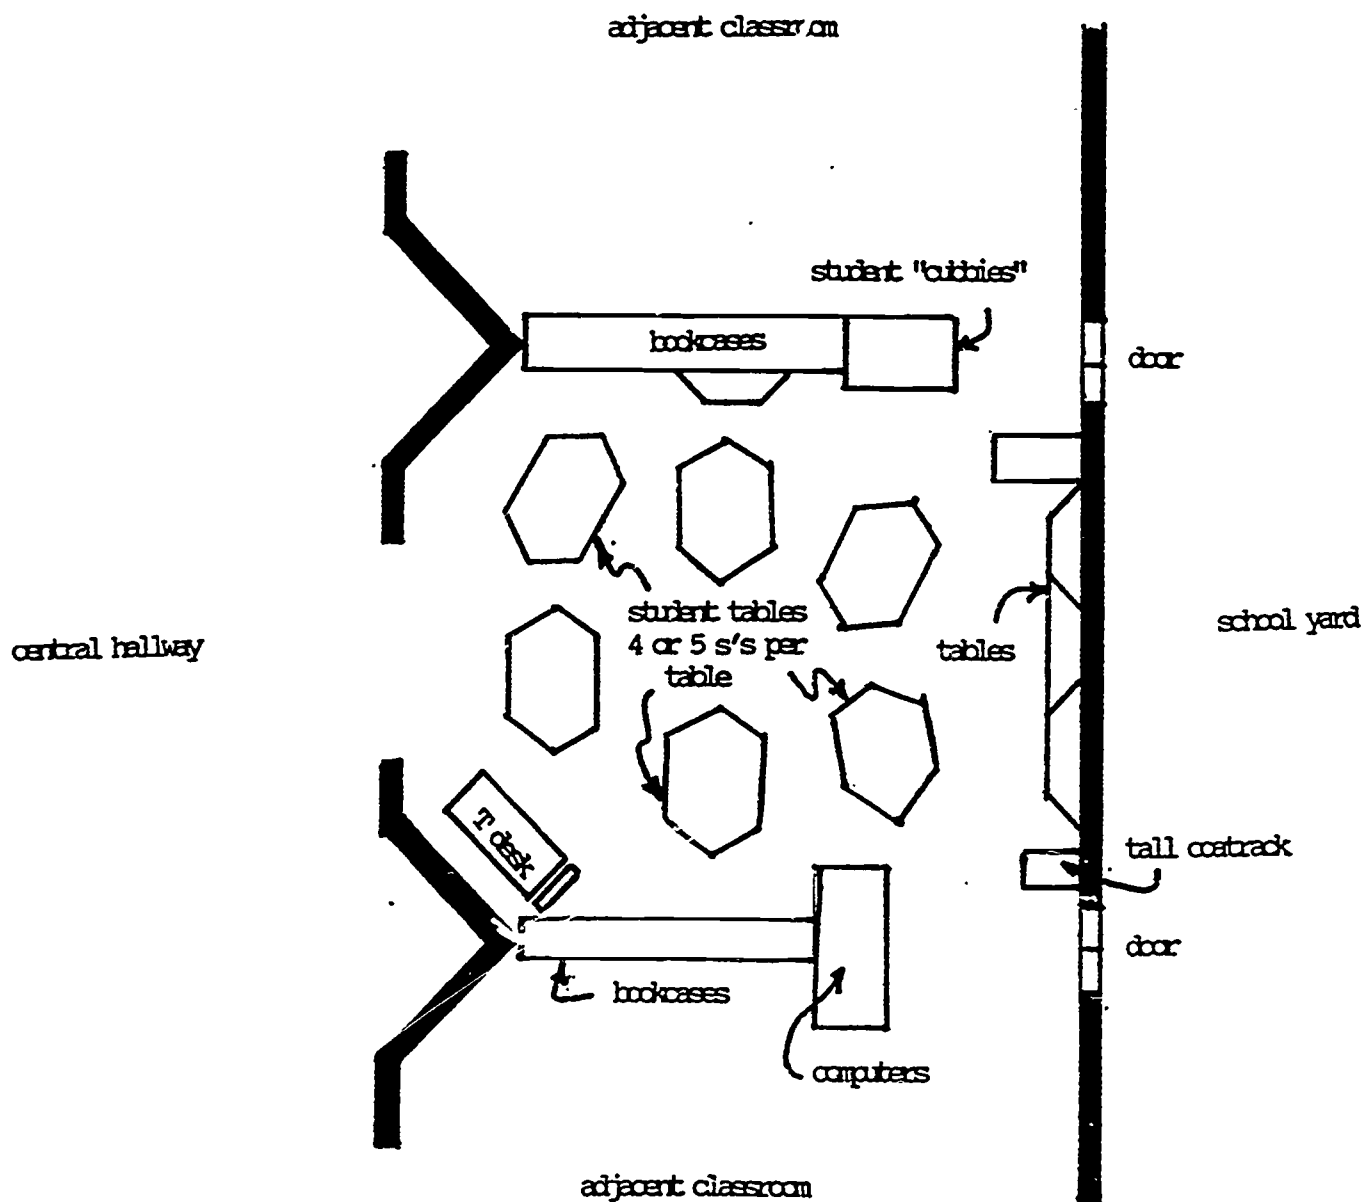 adjacent classroom
student "cubbies"
bookcases
door
student tables
4 or 5 s's per
table
tables
school yard
central hallway
T desk
tall coatrack
door
bookcases
computers
adjacent classroom